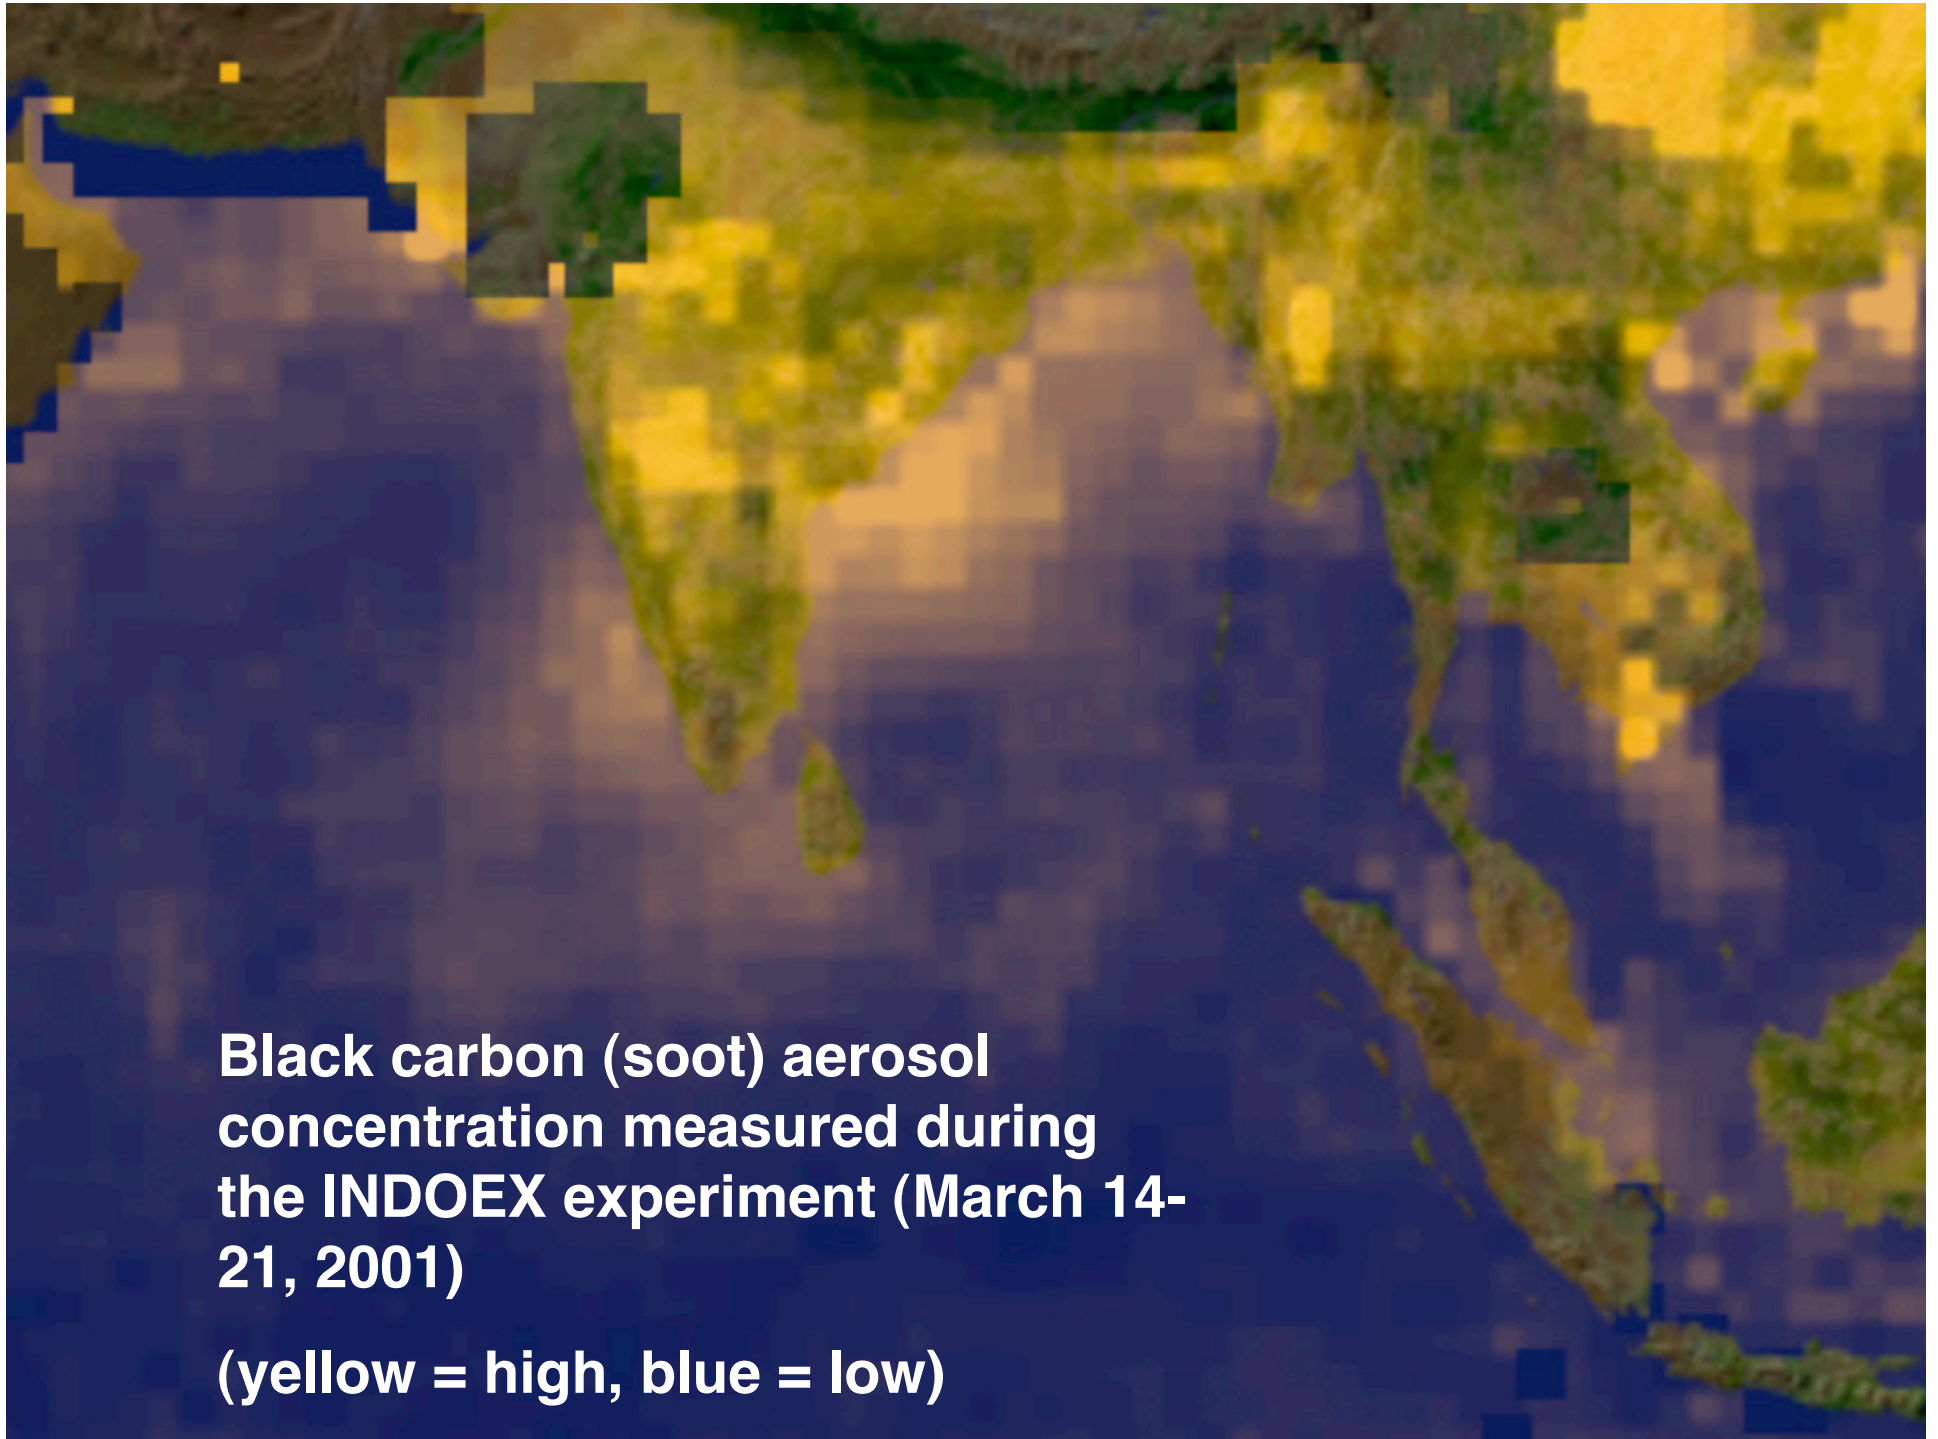 Black carbon (soot) aerosol
concentration measured during
the INDOEX experiment (March 14-
21, 2001)
(yellow = high, blue = low)